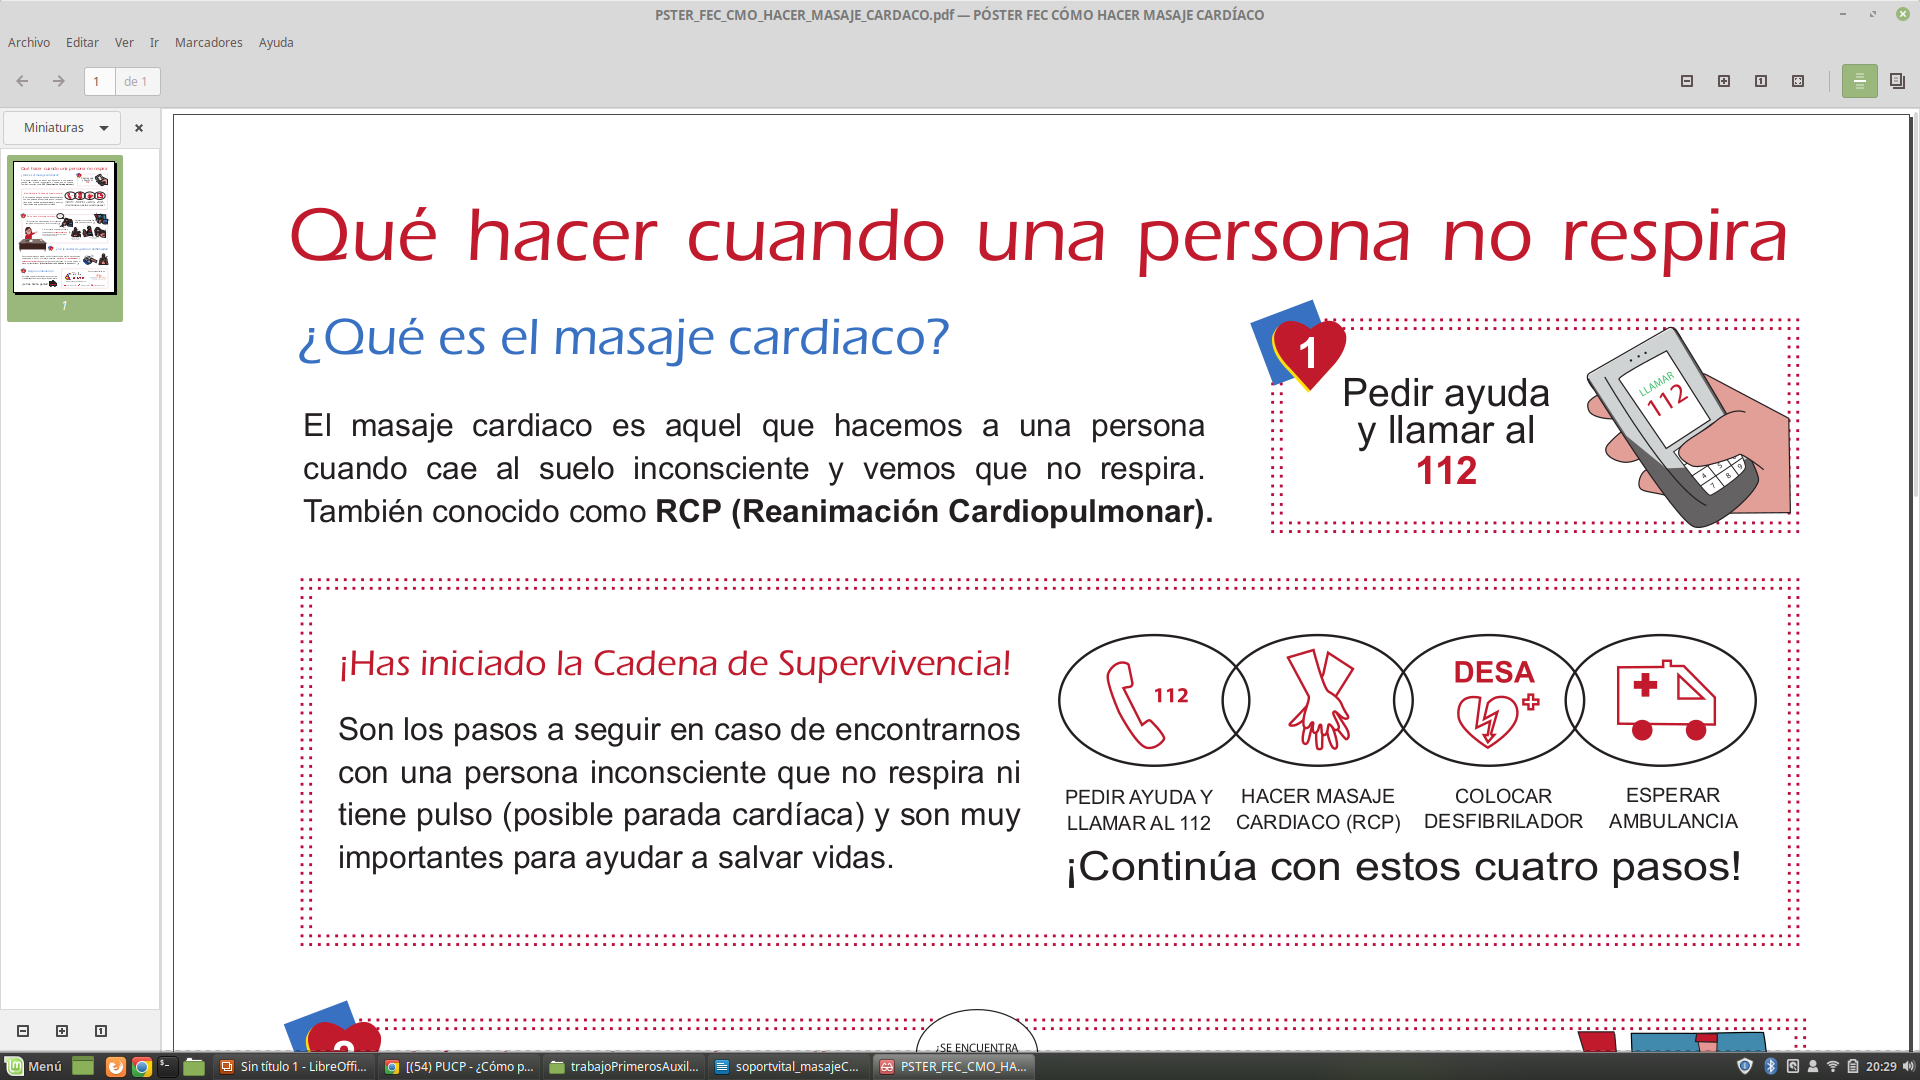 PSTER_FEC_CMO_HACER_MASAJE_CARDACO.pdf — PÓSTER FEC CÓMO HACER MASAJE CARDÍACO
Archivo Editar Ver Ir Marcadores Ayuda
1 de 1
Miniaturas
1
Qué hacer cuando una persona no respira
¿Qué es el masaje cardiaco?
El masaje cardiaco es aquel que hacemos a una persona
cuando cae al suelo inconsciente y vemos que no respira.
También conocido como RCP (Reanimación Cardiopulmonar).
1
Pedir ayuda
y llamar al
112
LLAMAR
112
¡Has iniciado la Cadena de Supervivencia!
Son los pasos a seguir en caso de encontrarnos
con una persona inconsciente que no respira ni
tiene pulso (posible parada cardíaca) y son muy
importantes para ayudar a salvar vidas.
112
DESA
PEDIR AYUDA Y
LLAMAR AL 112
HACER MASAJE
CARDIACO (RCP)
COLOCAR
DESFIBRILADOR
ESPERAR
AMBULANCIA
¡Continúa con estos cuatro pasos!
¿SE ENCUENTRA
Menú
Sin título 1 - LibreOffi...
[(54) PUCP - ¿Cómo p...
trabajoPrimerosAuxil...
soportvital_masajeC...
PSTER_FEC_CMO_HA...
20:29